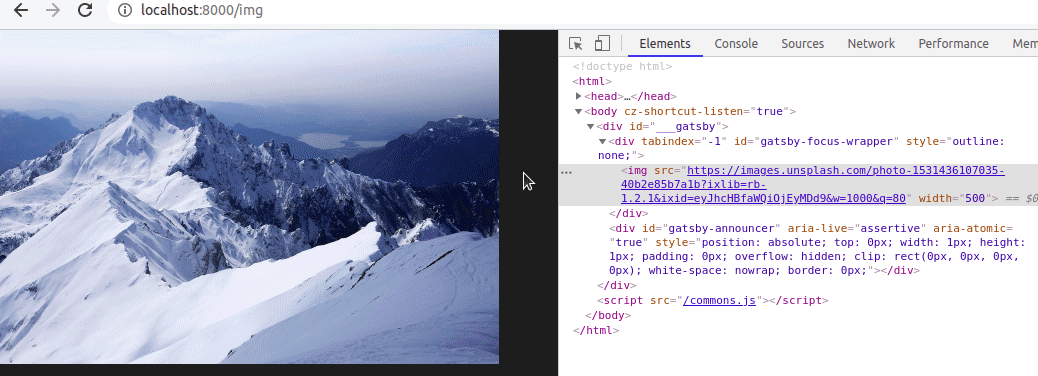 localhost:8000/img
Elements Console Sources Network Performance Mem
<!doctype html>
<html>
<head>…</head>
<body cz-shortcut-listen="true">
<div id="___gatsby">
<div tabindex="-1" id="gatsby-focus-wrapper" style="outline:
none;">
<img src="https://images.unsplash.com/photo-1531436107035-
40b2e85b7a1b?ixlib=rb-
1.2.1&ixid=eyJhcHBfaWQiOjEyMDd9&w=1000&q=80" width="500"> == $0
</div>
<div id="gatsby-announcer" aria-live="assertive" aria-atomic=
"true" style="position: absolute; top: 0px; width: 1px; height:
1px; padding: 0px; overflow: hidden; clip: rect(0px, 0px, 0px,
0px); white-space: nowrap; border: 0px;"></div>
</div>
<script src="/commons.js"></script>
</body>
</html>